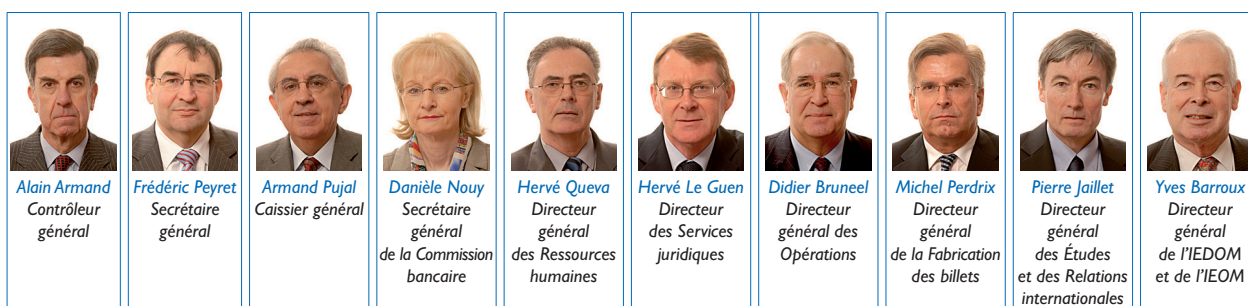 Alain Armand
Contrôleur
général
Frédéric Peyret
Secrétaire
général
Armand Pujal
Caissier général
Danièle Nouy
Secrétaire
général
de la Commission
bancaire
Hervé Queva
Directeur
général
des Ressources
humaines
Hervé Le Guen
Directeur
des Services
juridiques
Didier Bruneel
Directeur
général des
Opérations
Michel Perdrix
Directeur
général
de la Fabrication
des billets
Pierre Jaillet
Directeur
général
des Études
et des Relations
internationales
Yves Barroux
Directeur
général
de l’IEDOM
et de l’IEOM